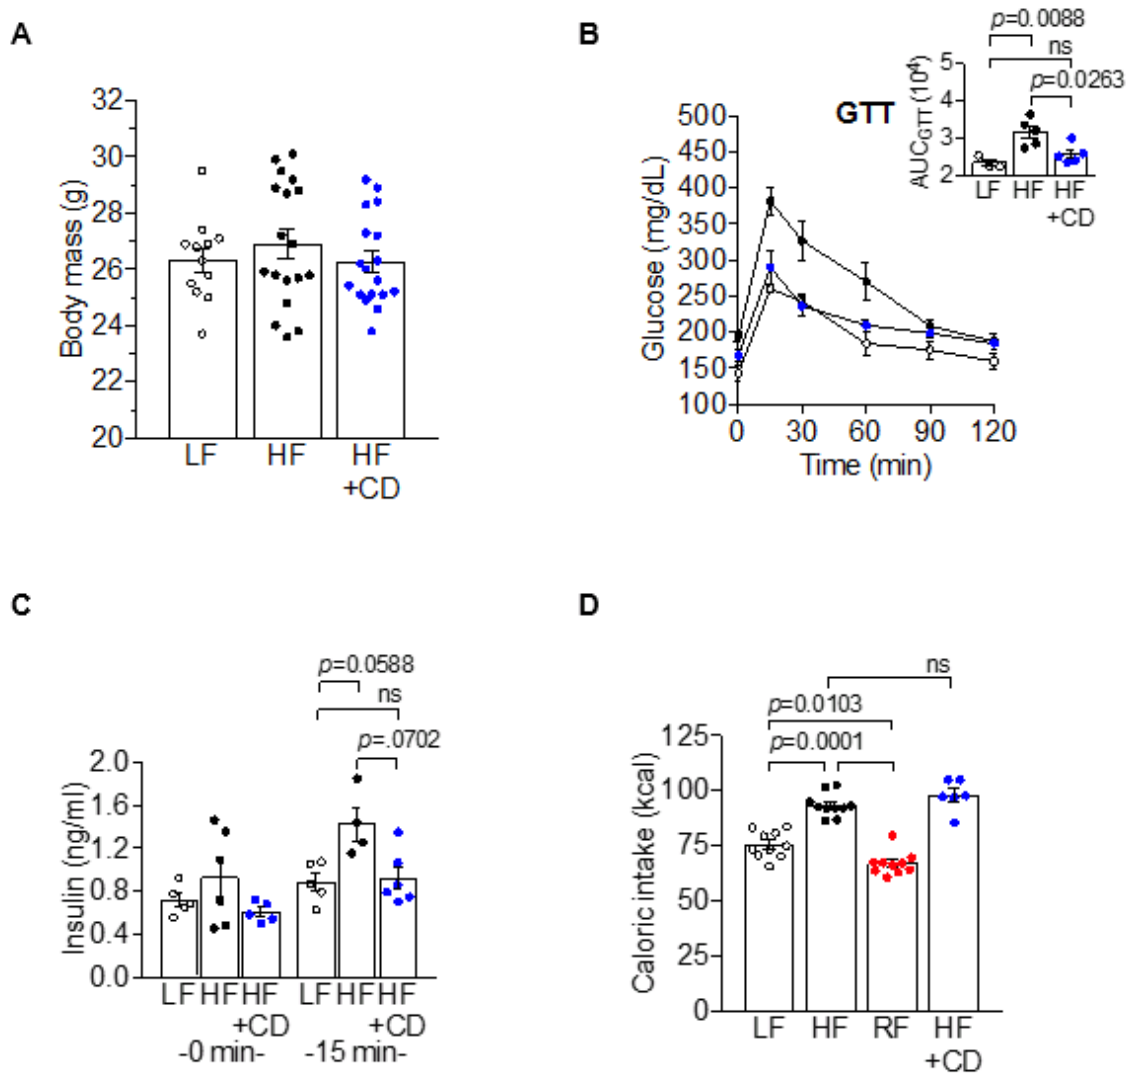 A
Body mass (g)
32
30
28
26
24
22
20
LF HF HF
+CD
B
GTT
Glucose (mg/dL)
500
450
400
350
300
250
200
150
100
0 30 60 90 120
Time (min)
p=0.0088
ns
p=0.0263
AUCGTT (10⁴)
5
4
3
2
LF HF HF
+CD
C
p=0.0588
ns
p=.0702
Insulin (ng/ml)
2.0
1.6
1.2
0.8
0.4
0.0
LF HF HF LF HF HF
+CD +CD
-0 min- -15 min-
D
ns
p=0.0103
p=0.0001
Caloric intake (kcal)
125
100
75
50
25
0
LF HF RF HF
+CD